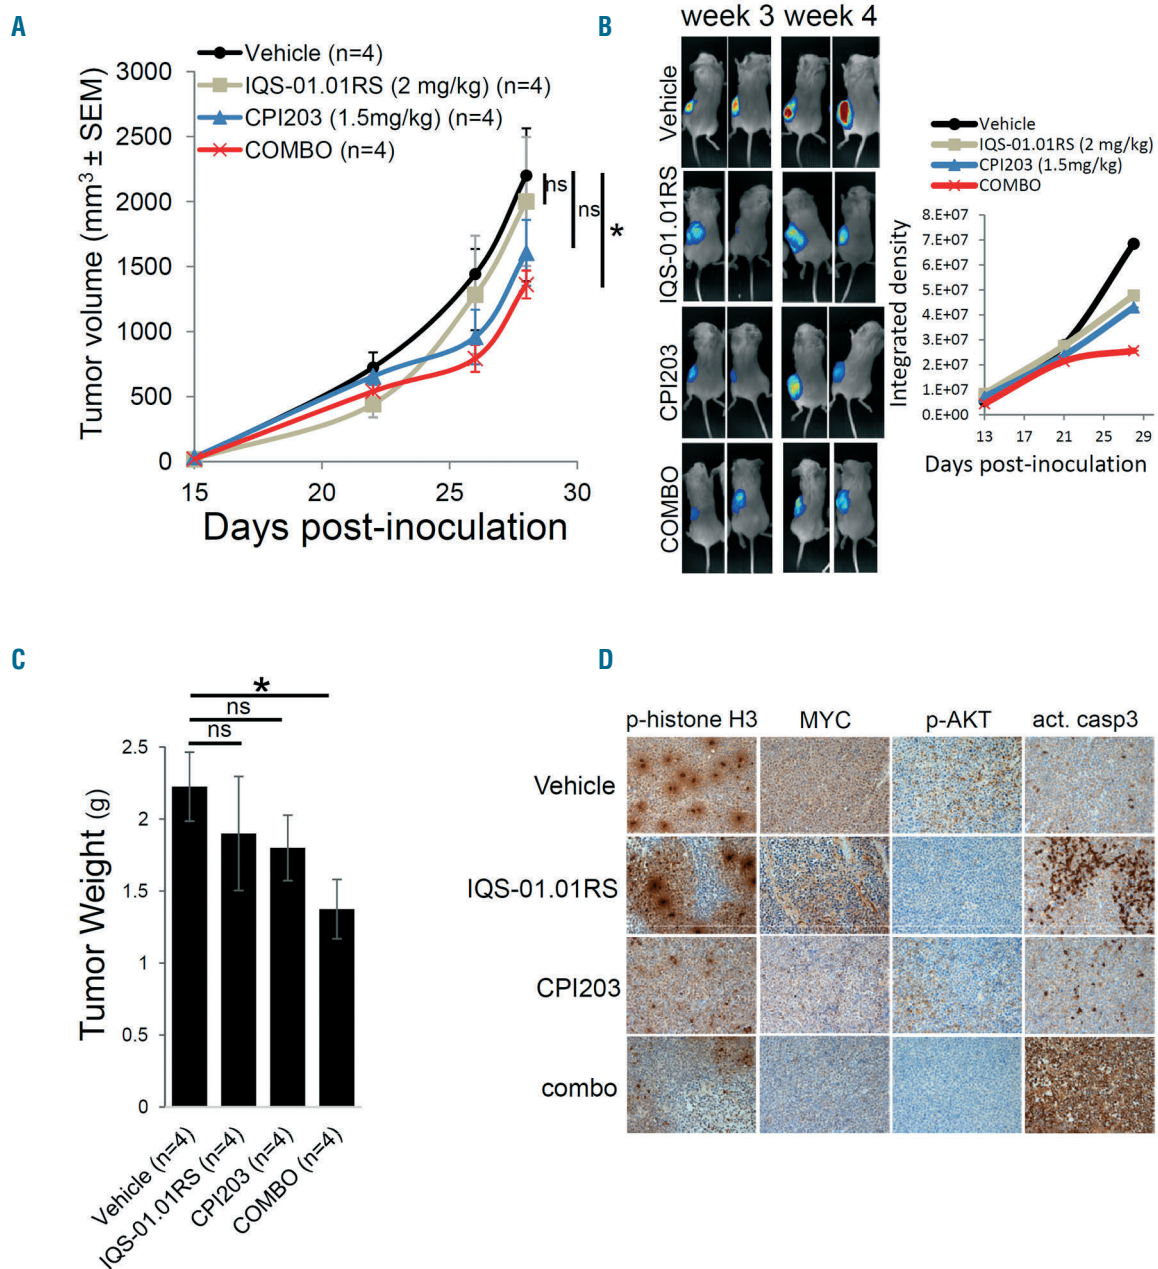 A
Vehicle (n=4)
IQS-01.01RS (2 mg/kg) (n=4)
CPI203 (1.5mg/kg) (n=4)
COMBO (n=4)
Tumor volume (mm³ ± SEM)
3000
2500
2000
1500
1000
500
0
15
20
25
30
Days post-inoculation
ns
ns
*
B
week 3 week 4
Vehicle
IQS-01.01RS
CPI203
COMBO
Vehicle
IQS-01.01RS (2 mg/kg)
CPI203 (1.5mg/kg)
COMBO
Integrated density
8.E+07
7.E+07
6.E+07
5.E+07
4.E+07
3.E+07
2.E+07
1.E+07
0.E+00
13
17
21
25
29
Days post-inoculation
C
*
ns
ns
Tumor Weight (g)
2.5
2
1.5
1
0.5
0
Vehicle (n=4)
IQS-01.01RS (n=4)
CPI203 (n=4)
COMBO (n=4)
D
p-histone H3 MYC p-AKT act. casp3
Vehicle
IQS-01.01RS
CPI203
combo